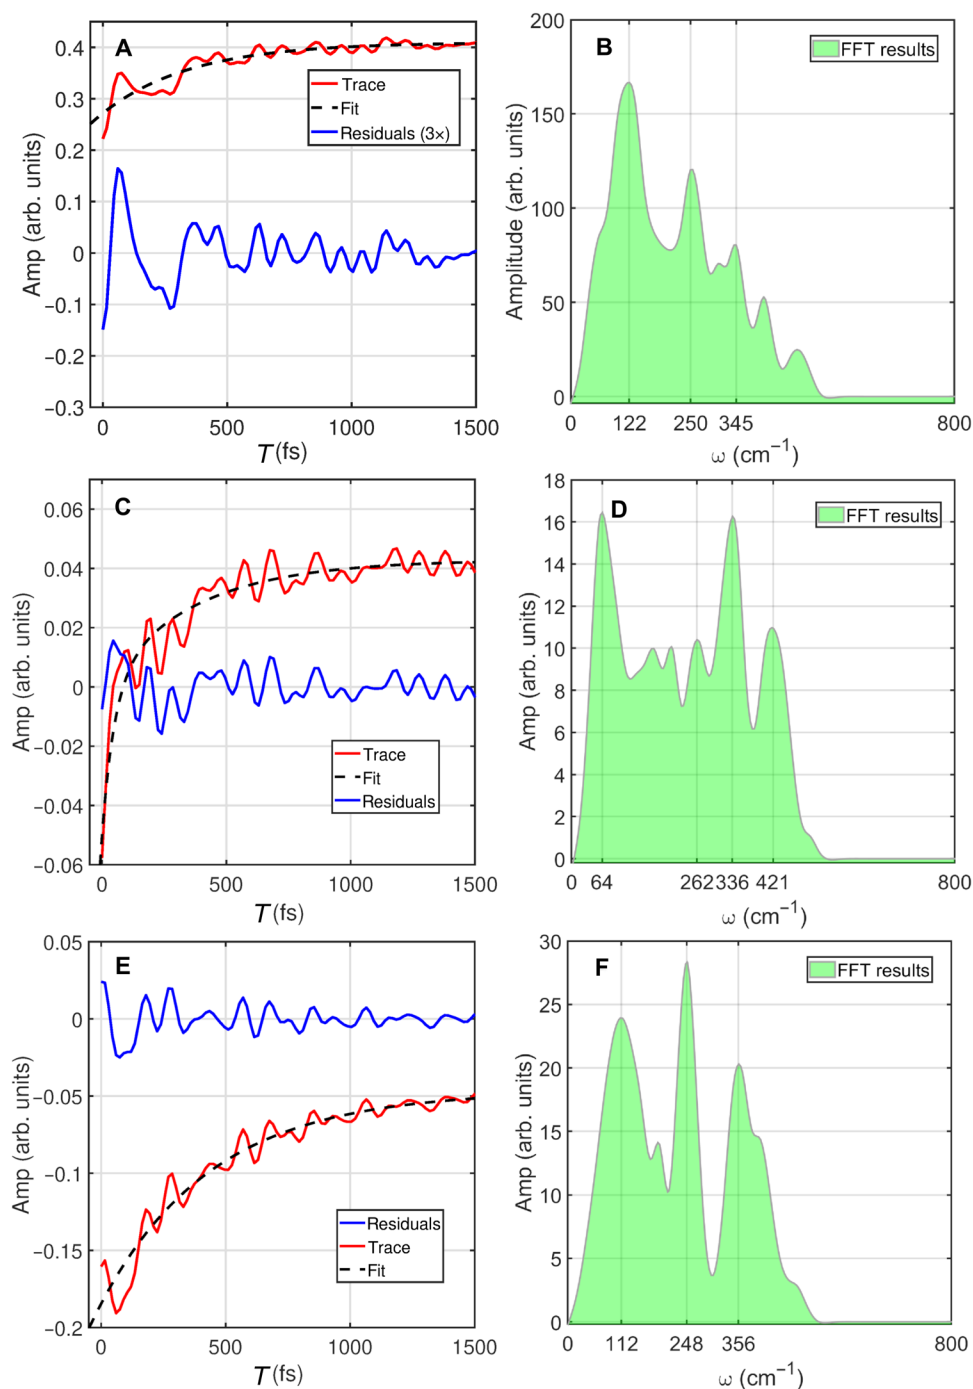 A
0.4
0.3
0.2
0.1
0
−0.1
−0.2
−0.3
Amp (arb. units)
Trace
Fit
Residuals (3×)
0 500 1000 1500
T (fs)
B
200
150
100
50
0
Amplitude (arb. units)
FFT results
0 122 250 345 800
ω (cm−1)
C
0.06
0.04
0.02
0
−0.02
−0.04
−0.06
Amp (arb. units)
Trace
Fit
Residuals
0 500 1000 1500
T (fs)
D
18
16
14
12
10
8
6
4
2
0
Amp (arb. units)
FFT results
0 64 262336 421 800
ω (cm−1)
E
0.05
0
−0.05
−0.1
−0.15
−0.2
Amp (arb. units)
Residuals
Trace
Fit
0 500 1000 1500
T (fs)
F
30
25
20
15
10
5
0
Amp (arb. units)
FFT results
0 112 248 356 800
ω (cm−1)